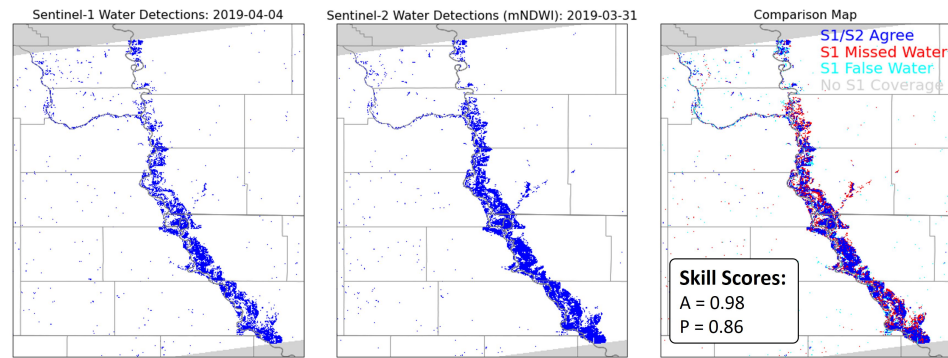 Sentinel-1 Water Detections: 2019-04-04
Sentinel-2 Water Detections (mNDWI): 2019-03-31
Comparison Map
S1/S2 Agree
S1 Missed Water
S1 False Water
No S1 Coverage
Skill Scores:
A = 0.98
P = 0.86